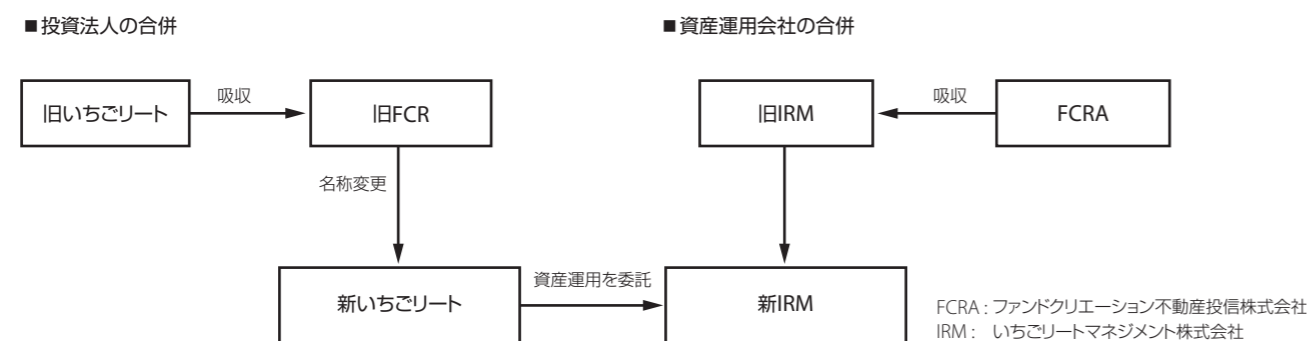 ■投資法人の合併
■資産運用会社の合併
旧いちごリート
吸収
旧FCR
旧IRM
吸収
FCRA
名称変更
新いちごリート
資産運用を委託
新IRM
FCRA : ファンドクリエーション不動産投信株式会社
IRM : いちごリートマネジメント株式会社